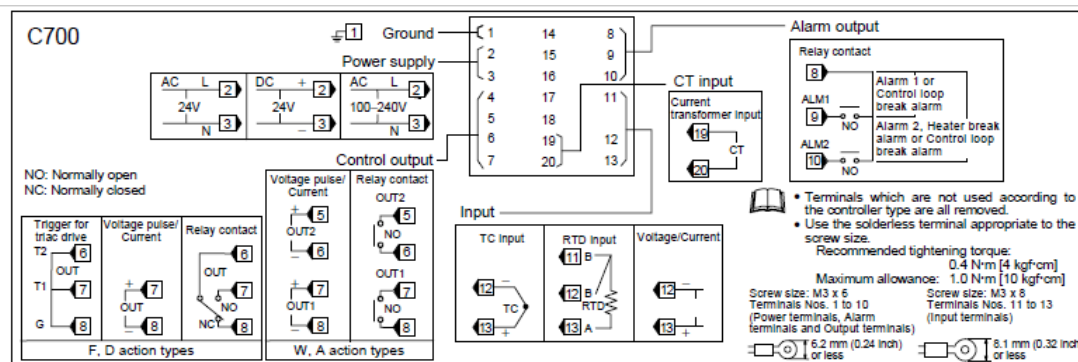 C700
1 Ground
Power supply
AC L 2
24V
N 3
DC + 2
24V
− 3
AC L 2
100–240V
N 3
Control output
1 14 8
2 15 9
3 16 10
4 17 11
5 18
6 19 12
7 20 13
Alarm output
Relay contact
8
ALM1
9 NO
ALM2
10 NO
Alarm 1 or
Control loop
break alarm
Alarm 2, Heater break
alarm or Control loop
break alarm
CT input
Current
transformer input
19
CT
20
NO: Normally open
NC: Normally closed
Trigger for
triac drive
T2 6
OUT
T1 7
G 8
Voltage pulse/
Current
+ 7
OUT
− 8
Relay contact
6
OUT
7
NO
NC 8
F, D action types
Voltage pulse/
Current
+ 5
OUT2
− 6
+ 7
OUT1
− 8
Relay contact
OUT2
5
NO
6
OUT1
7
NO
8
W, A action types
Input
TC Input
12 −
TC
13 +
RTD Input
11 B
12 B
RTD
13 A
Voltage/Current
12 −
13 +
• Terminals which are not used according to
the controller type are all removed.
• Use the solderless terminal appropriate to the
screw size.
Recommended tightening torque:
0.4 N·m [4 kgf·cm]
Maximum allowance: 1.0 N·m [10 kgf·cm]
Screw size: M3 x 6
Terminals Nos. 1 to 10
(Power terminals, Alarm
terminals and Output terminals)
6.2 mm (0.24 inch)
or less
Screw size: M3 x 8
Terminals Nos. 11 to 13
(Input terminals)
8.1 mm (0.32 inch
or less